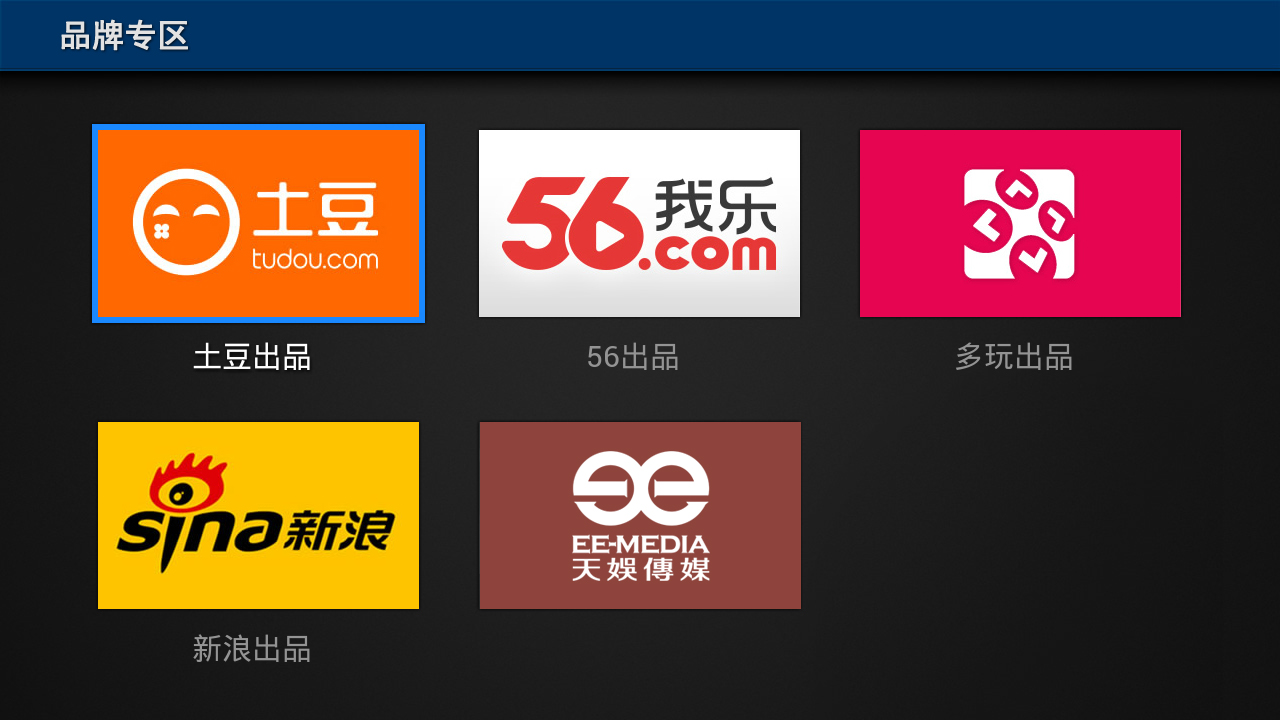 品牌专区
土豆
tudou.com
56我乐
.com
土豆出品
56出品
多玩出品
sina新浪
EE-MEDIA
天娱傳媒
新浪出品